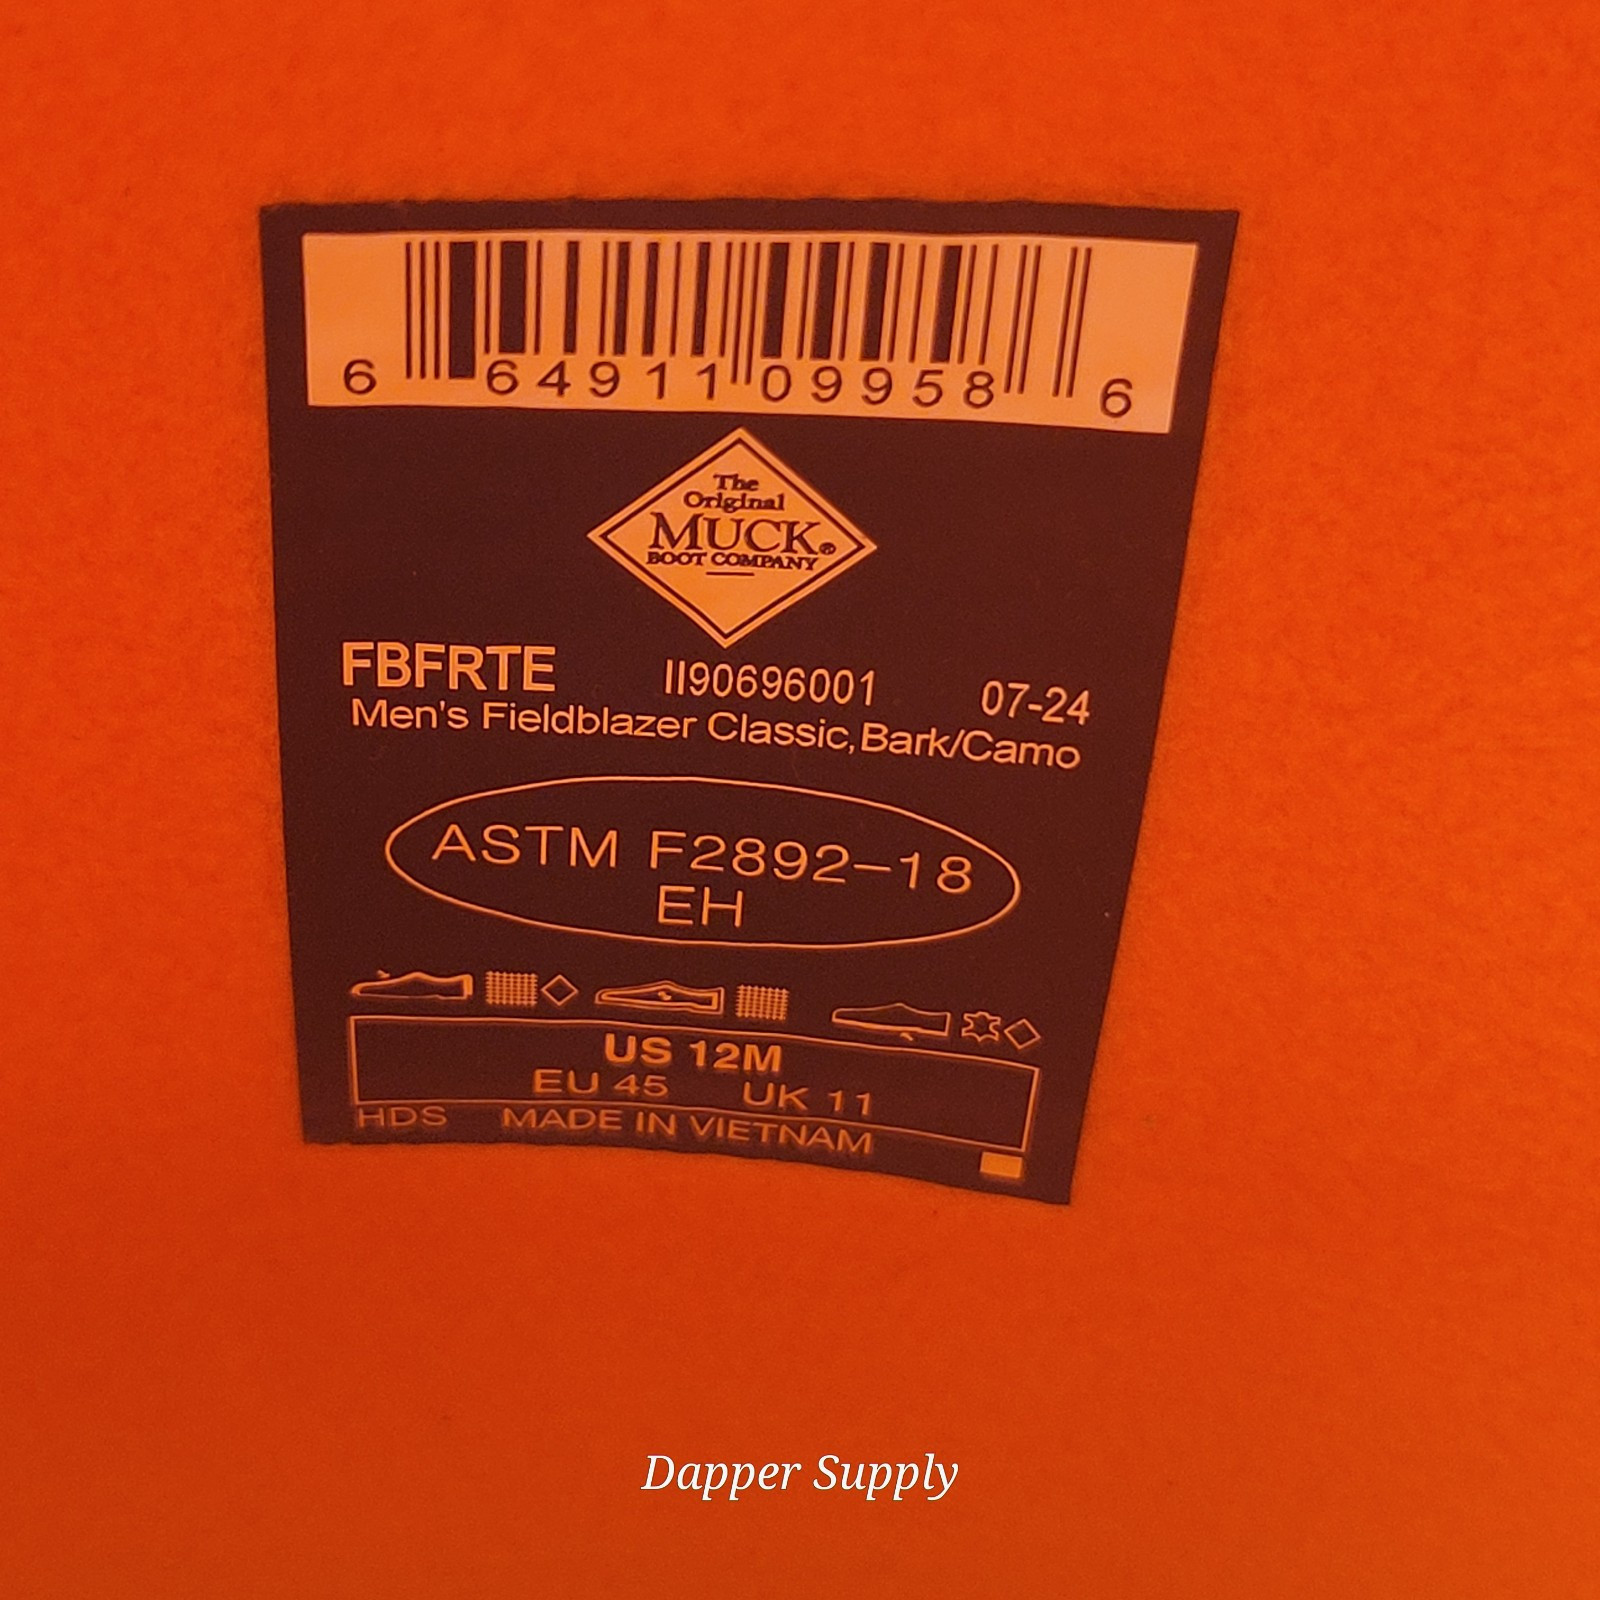 6 64911 09958 6
The
Original
MUCK®
BOOT COMPANY
FBFRTE II90696001 07-24
Men's Fieldblazer Classic,Bark/Camo
ASTM F2892-18
EH
US 12M
EU 45 UK 11
HDS MADE IN VIETNAM
Dapper Supply